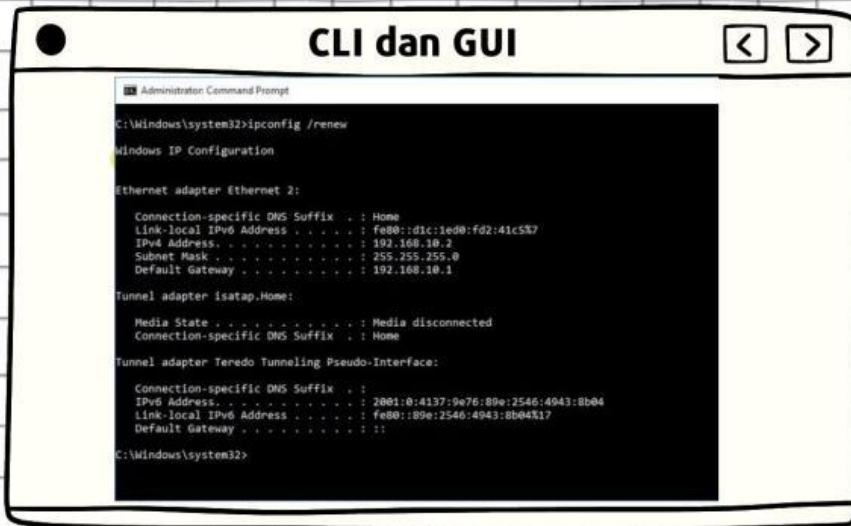 CLI dan GUI
Administrator: Command Prompt
C:\Windows\system32>ipconfig /renew
Windows IP Configuration
Ethernet adapter Ethernet 2:
Connection-specific DNS Suffix . : Home
Link-local IPv6 Address . . . . . : fe80::d1c:1ed0:fd2:41c5%7
IPv4 Address. . . . . . . . . . . : 192.168.10.2
Subnet Mask . . . . . . . . . . . : 255.255.255.0
Default Gateway . . . . . . . . . : 192.168.10.1
Tunnel adapter isatap.Home:
Media State . . . . . . . . . . . : Media disconnected
Connection-specific DNS Suffix . : Home
Tunnel adapter Teredo Tunneling Pseudo-Interface:
Connection-specific DNS Suffix . :
IPv6 Address. . . . . . . . . . . : 2001:0:4137:9e76:89e:2546:4943:8b04
Link-local IPv6 Address . . . . . : fe80::89e:2546:4943:8b04%17
Default Gateway . . . . . . . . . : ::
C:\Windows\system32>